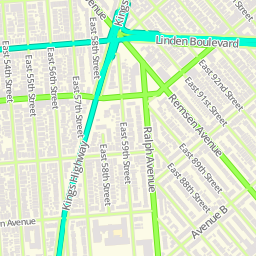 Kings
Linden Boulevard
East 58th Street
East 54th Street
East 55th Street
East 56th Street
East 57th Street
East 92nd Street
East 91st Street
Remsen Avenue
East 59th Street
Ralph Avenue
East 58th Street
Kings Highway
East 89th Street
East 88th Street
Avenue B
n Avenue